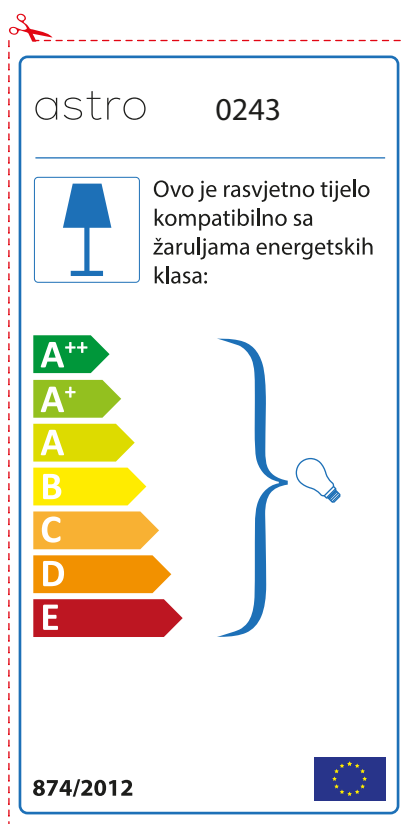 astro 0243
Ovo je rasvjetno tijelo
kompatibilno sa
žaruljama energetskih
klasa:
A++
A+
A
B
C
D
E
874/2012